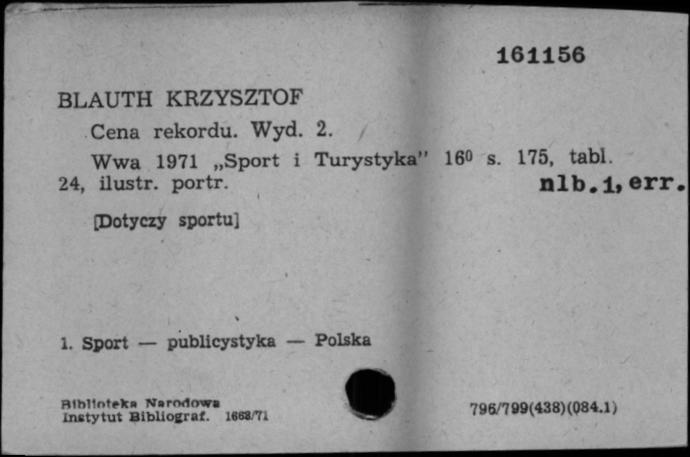 161156
BLAUTH KRZYSZTOF
Cena rekordu. Wyd. 2.
Wwa 1971 „Sport i Turystyka” 16º s. 175, tabl.
24, ilustr. portr. nlb.1, err.
[Dotyczy sportu]
1. Sport — publicystyka — Polska
Biblioteka Narodowa
Instytut Bibliograf. 1668/71
796/799(438)(084.1)